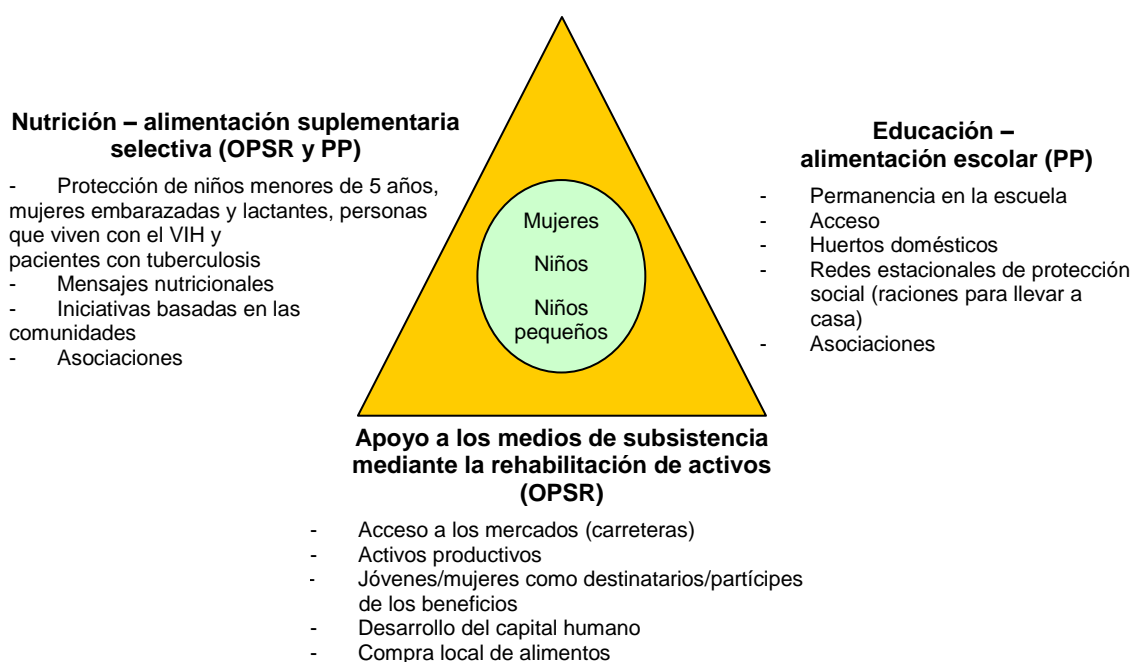 Nutrición – alimentación suplementaria
selectiva (OPSR y PP)
- Protección de niños menores de 5 años,
mujeres embarazadas y lactantes, personas
que viven con el VIH y
pacientes con tuberculosis
- Mensajes nutricionales
- Iniciativas basadas en las
comunidades
- Asociaciones
Mujeres
Niños
Niños
pequeños
Educación –
alimentación escolar (PP)
- Permanencia en la escuela
- Acceso
- Huertos domésticos
- Redes estacionales de protección
social (raciones para llevar a
casa)
- Asociaciones
Apoyo a los medios de subsistencia
mediante la rehabilitación de activos
(OPSR)
- Acceso a los mercados (carreteras)
- Activos productivos
- Jóvenes/mujeres como destinatarios/partícipes
de los beneficios
- Desarrollo del capital humano
- Compra local de alimentos